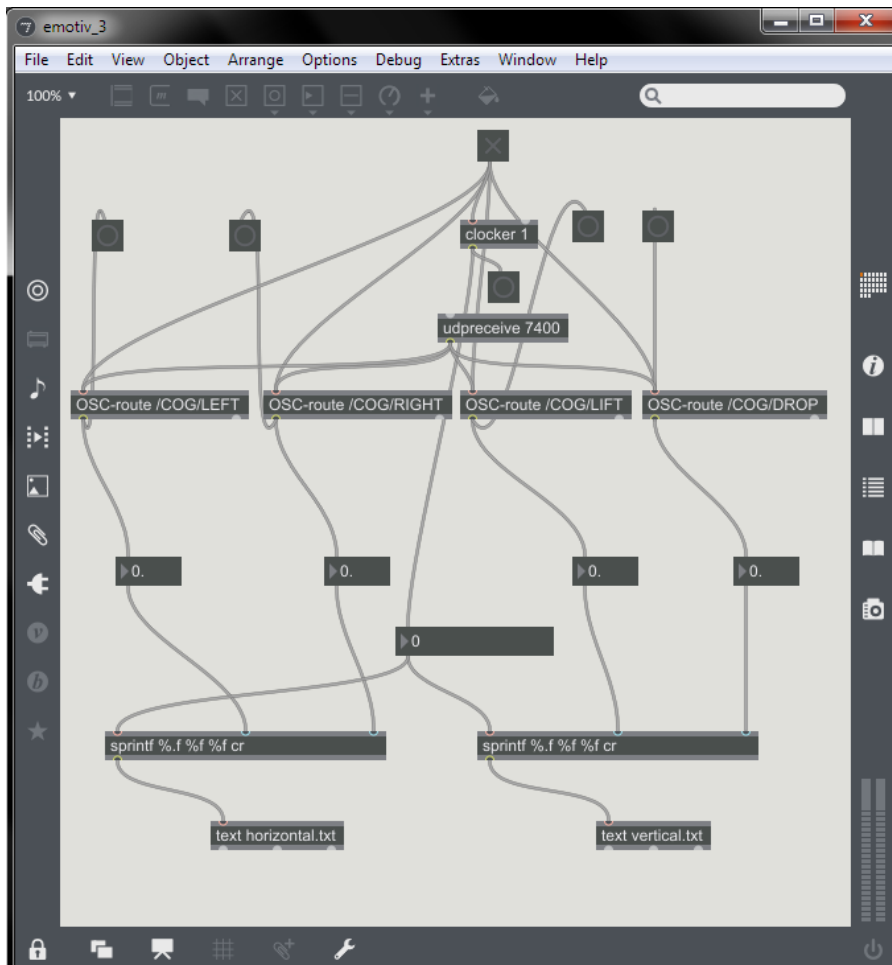 emotiv_3
File Edit View Object Arrange Options Debug Extras Window Help
100%
clocker 1
udpreceive 7400
OSC-route /COG/LEFT OSC-route /COG/RIGHT OSC-route /COG/LIFT OSC-route /COG/DROP
0. 0. 0. 0.
0
sprintf %.f %f %f cr sprintf %.f %f %f cr
text horizontal.txt text vertical.txt